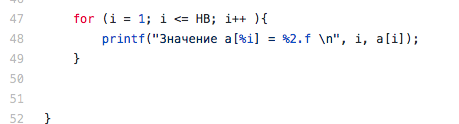 47 for (i = 1; i <= HB; i++ ){
48 printf("Значение a[%i] = %2.f \n", i, a[i]);
49 }
50
51
52 }